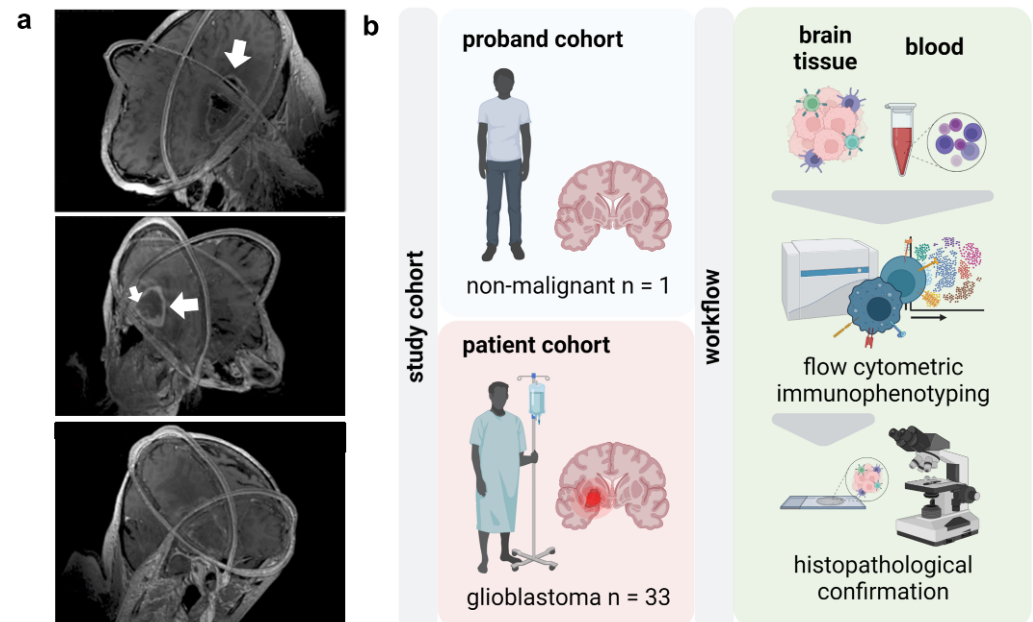 a
b
study cohort
proband cohort
non-malignant n = 1
patient cohort
glioblastoma n = 33
workflow
brain
tissue
blood
flow cytometric
immunophenotyping
histopathological
confirmation